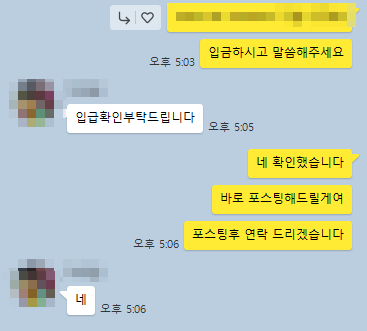 입금하시고 말씀해주세요
오후 5:03
입급확인부탁드립니다
오후 5:05
네 확인했습니다
바로 포스팅해드릴게여
포스팅후 연락 드리겠습니다
오후 5:06
네
오후 5:06